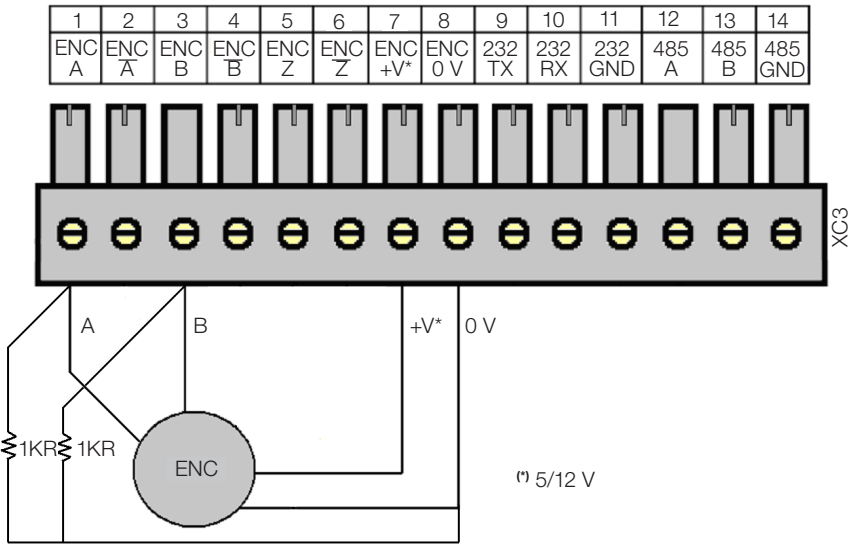 1 2 3 4 5 6 7 8 9 10 11 12 13 14
ENC ENC ENC ENC ENC ENC ENC ENC 232 232 232 485 485 485
A A̅ B B̅ Z Z̅ +V* 0 V TX RX GND A B GND
XC3
A B +V* 0 V
1KR 1KR
ENC
(*) 5/12 V